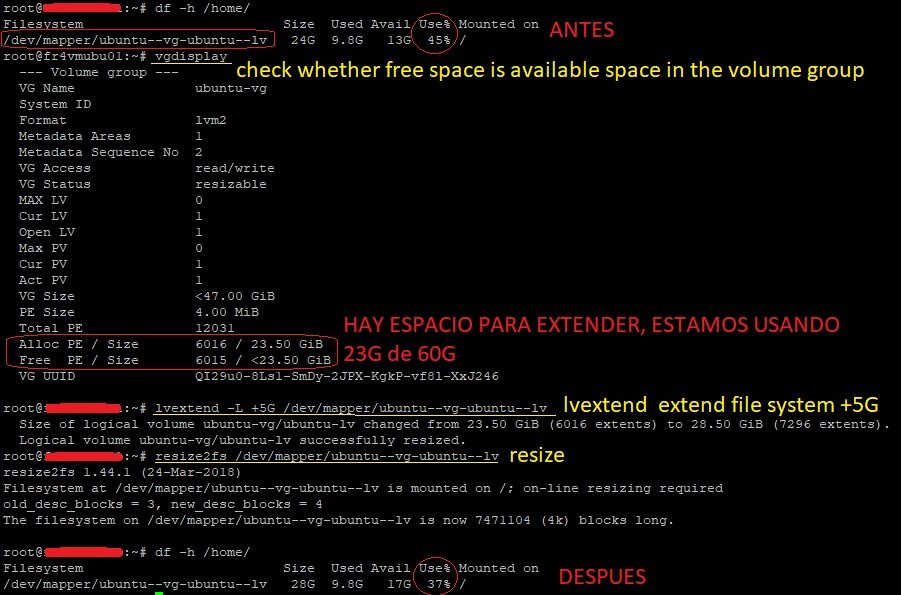 root@ :~# df -h /home/
Filesystem Size Used Avail Use% Mounted on ANTES
/dev/mapper/ubuntu--vg-ubuntu--lv 24G 9.8G 13G 45% /
root@fr4vmubu01:~# vgdisplay
check whether free space is available space in the volume group
--- Volume group ---
VG Name ubuntu-vg
System ID
Format lvm2
Metadata Areas 1
Metadata Sequence No 2
VG Access read/write
VG Status resizable
MAX LV 0
Cur LV 1
Open LV 1
Max PV 0
Cur PV 1
Act PV 1
VG Size <47.00 GiB
PE Size 4.00 MiB
Total PE 12031
HAY ESPACIO PARA EXTENDER, ESTAMOS USANDO
23G de 60G
Alloc PE / Size 6016 / 23.50 GiB
Free PE / Size 6015 / <23.50 GiB
VG UUID QI29u0-8Lsl-SmDy-2JPX-KgkP-vf8l-XxJ246
root@ :~# lvextend -L +5G /dev/mapper/ubuntu--vg-ubuntu--lv lvextend extend file system +5G
Size of logical volume ubuntu-vg/ubuntu-lv changed from 23.50 GiB (6016 extents) to 28.50 GiB (7296 extents).
Logical volume ubuntu-vg/ubuntu-lv successfully resized.
root@ :~# resize2fs /dev/mapper/ubuntu--vg-ubuntu--lv resize
resize2fs 1.44.1 (24-Mar-2018)
Filesystem at /dev/mapper/ubuntu--vg-ubuntu--lv is mounted on /; on-line resizing required
old_desc_blocks = 3, new_desc_blocks = 4
The filesystem on /dev/mapper/ubuntu--vg-ubuntu--lv is now 7471104 (4k) blocks long.
root@ :~# df -h /home/
Filesystem Size Used Avail Use% Mounted on
/dev/mapper/ubuntu--vg-ubuntu--lv 28G 9.8G 17G 37% / DESPUES